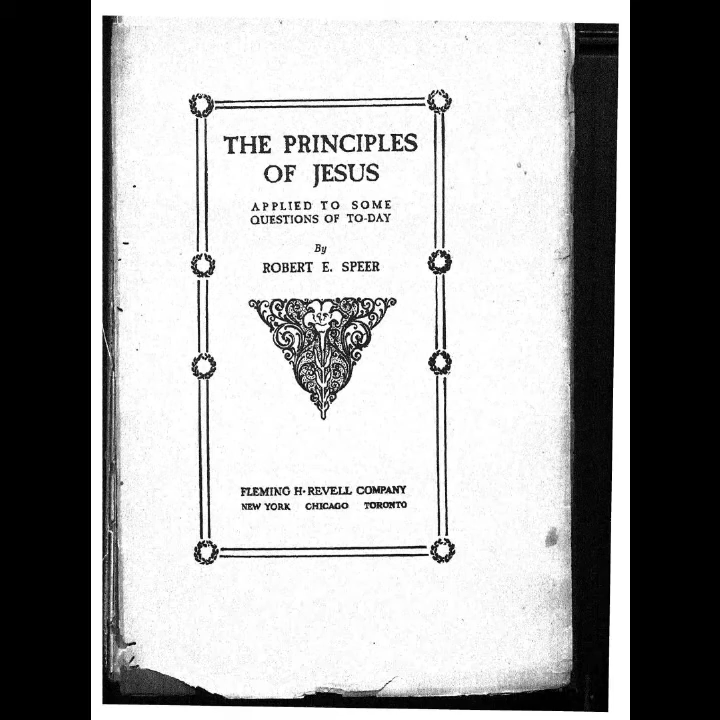 THE PRINCIPLES
OF JESUS
APPLIED TO SOME
QUESTIONS OF TO-DAY
By
ROBERT E. SPEER
FLEMING H·REVELL COMPANY
NEW YORK CHICAGO TORONTO